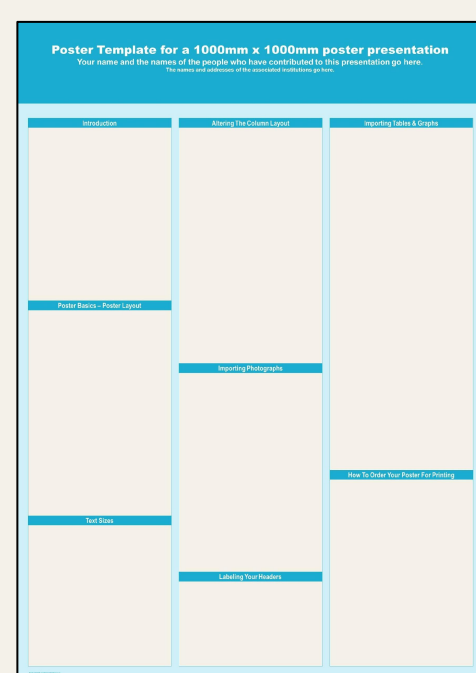 Poster Template for a 1000mm x 1000mm poster presentation
Your name and the names of the people who have contributed to this presentation go here.
The names and addresses of the associated institutions go here.
Introduction
Poster Basics – Poster Layout
Text Sizes
Altering The Column Layout
Importing Photographs
Labeling Your Headers
Importing Tables & Graphs
How To Order Your Poster For Printing